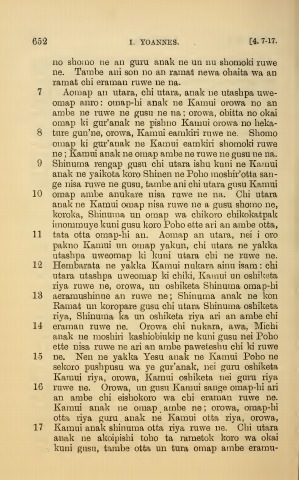 652 I. YOANNES. [4. 7-17.
no shomo ne an guru anak ne un nu shomoki ruwe
ne. Tambe ani son no an ramat newa ohaita wa an
ramat chi eraman ruwe ne na.
7 Aomap an utara, chi utara, anak ne utashpa uwe-
omap anro: omap-hi anak ne Kamui orowa no an
ambe ne ruwe ne gusu ne na; orowa, obitta no okai
omap ki gur'anak ne pishno Kamui orowa no heka-
8 ture gun'ne, orowa, Kamui eamkiri ruwe ne. Shomo
omap ki gur'anak ne Kamui eamkiri shomoki ruwe
ne; Kamui anak ne omap ambe ne ruwe ne gusu ne na.
9 Shinuma rengap gusu chi utara ishu kuni ne Kamui
anak ne yaikota koro Shinen ne Poho moshir'otta san-
ge nisa ruwe ne gusu, tambe ani chi utara gusu Kamui
10 omap ambe anukare nisa ruwe ne na. Chi utara
anak ne Kamui omap nisa ruwe ne a gusu shomo ne,
koroka, Shinuma un omap wa chikoro chikokatpak
imommuye kuni gusu koro Poho ette ari an ambe otta,
11 tata otta omap-hi an. Aomap an utara, nei i oro
pakno Kamui un omap yakun, chi utara ne yakka
utashpa uweomap ki kuni utara chi ne ruwe ne.
12 Hembarata ne yakka Kamui nukara ainu isam: chi
utara utashpa uweomap ki chiki, Kamui un oshiketa
riya ruwe ne, orowa, un oshiketa Shinuma omap-hi
13 aeramushinne an ruwe ne; Shinuma anak ne kon
Ramat un koropare gusu chi utara Shinuma oshiketa
riya, Shinuma ka un oshiketa riya ari an ambe chi
14 eraman ruwe ne. Orowa chi nukara, awa, Michi
anak ne moshiri kashiobiukip ne kuni gusu nei Poho
ette nisa ruwe ne ari an ambe paweteshu chi ki ruwe
15 ne. Nen ne yakka Yesu anak ne Kamui Poho ne
sekoro pushpusu wa ye gur'anak, nei guru oshiketa
Kamui riya, orowa, Kamui oshiketa nei guru riya
16 ruwe ne. Orowa, un gusu Kamui sange omap-hi ari
an ambe chi eishokoro wa chi eraman ruwe ne.
Kamui anak ne omap ambe ne; orowa, omap-hi
otta riya guru anak ne Kamui otta riya, orowa,
17 Kamui anak shinuma otta riya ruwe ne. Chi utara
anak ne akoipishi toho ta rametok koro wa okai
kuni gusu, tambe otta un tura omap ambe eramu-